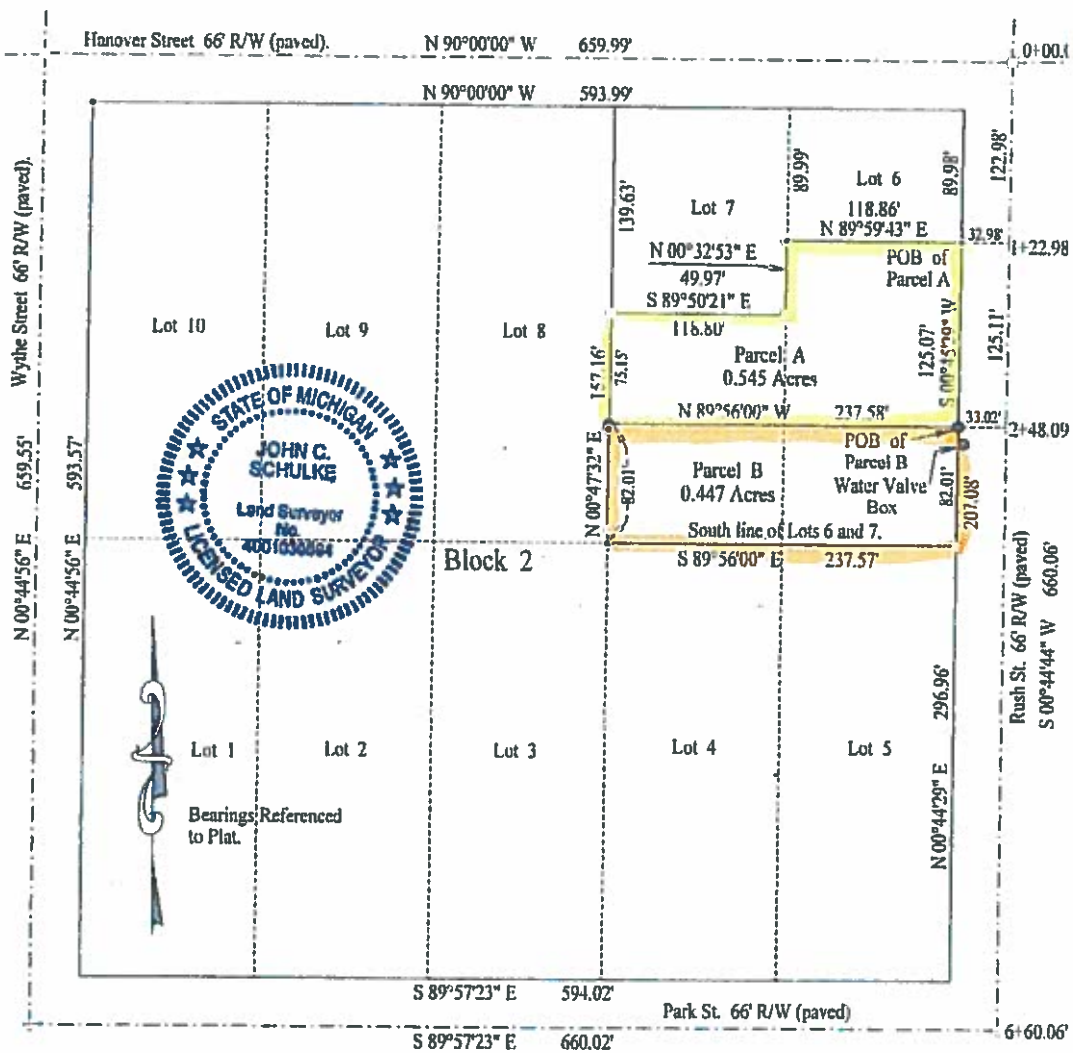 Hanover Street 66' R/W (paved).
N 90°00'00" W 659.99'
0+00.
N 90°00'00" W 593.99'
Wythe Street 66' R/W (paved).
N 00°44'56" E 659.55'
N 00°44'56" E 593.57'
139.63'
89.99'
Lot 6
89.98'
122.98'
Lot 7
118.86'
N 89°59'43" E
32.98'
1+22.98
N 00°32'53" E
49.97'
S 89°50'21" E
118.80'
POB of
Parcel A
Lot 10
Lot 9
Lot 8
157.16'
75.15'
Parcel A
0.545 Acres
125.07'
125.11'
N 89°56'00" W 237.58'
33.02'
2+48.09
POB of
Parcel B
Water Valve
Box
N 00°47'32" E
82.01'
Parcel B
0.447 Acres
82.01'
207.08'
South line of Lots 6 and 7.
S 89°56'00" E 237.57'
STATE OF MICHIGAN
JOHN C.
SCHULKE
Land Surveyor
No.
LICENSED LAND SURVEYOR
Block 2
Rush St. 66' R/W (paved)
S 00°44'44" W 660.06'
296.96'
N 00°44'29" E
Lot 1
Lot 2
Lot 3
Lot 4
Lot 5
Bearings Referenced
to Plat.
S 89°57'23" E 594.02'
Park St. 66' R/W (paved)
6+60.06'
S 89°57'23" E 660.02'